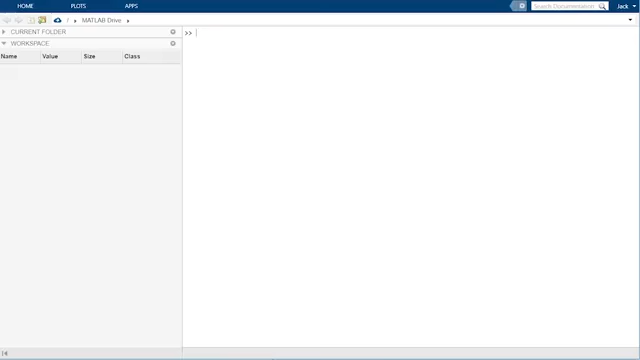 HOME PLOTS APPS Search Documentation Jack
/ MATLAB Drive
CURRENT FOLDER
WORKSPACE
Name Value Size Class
>>